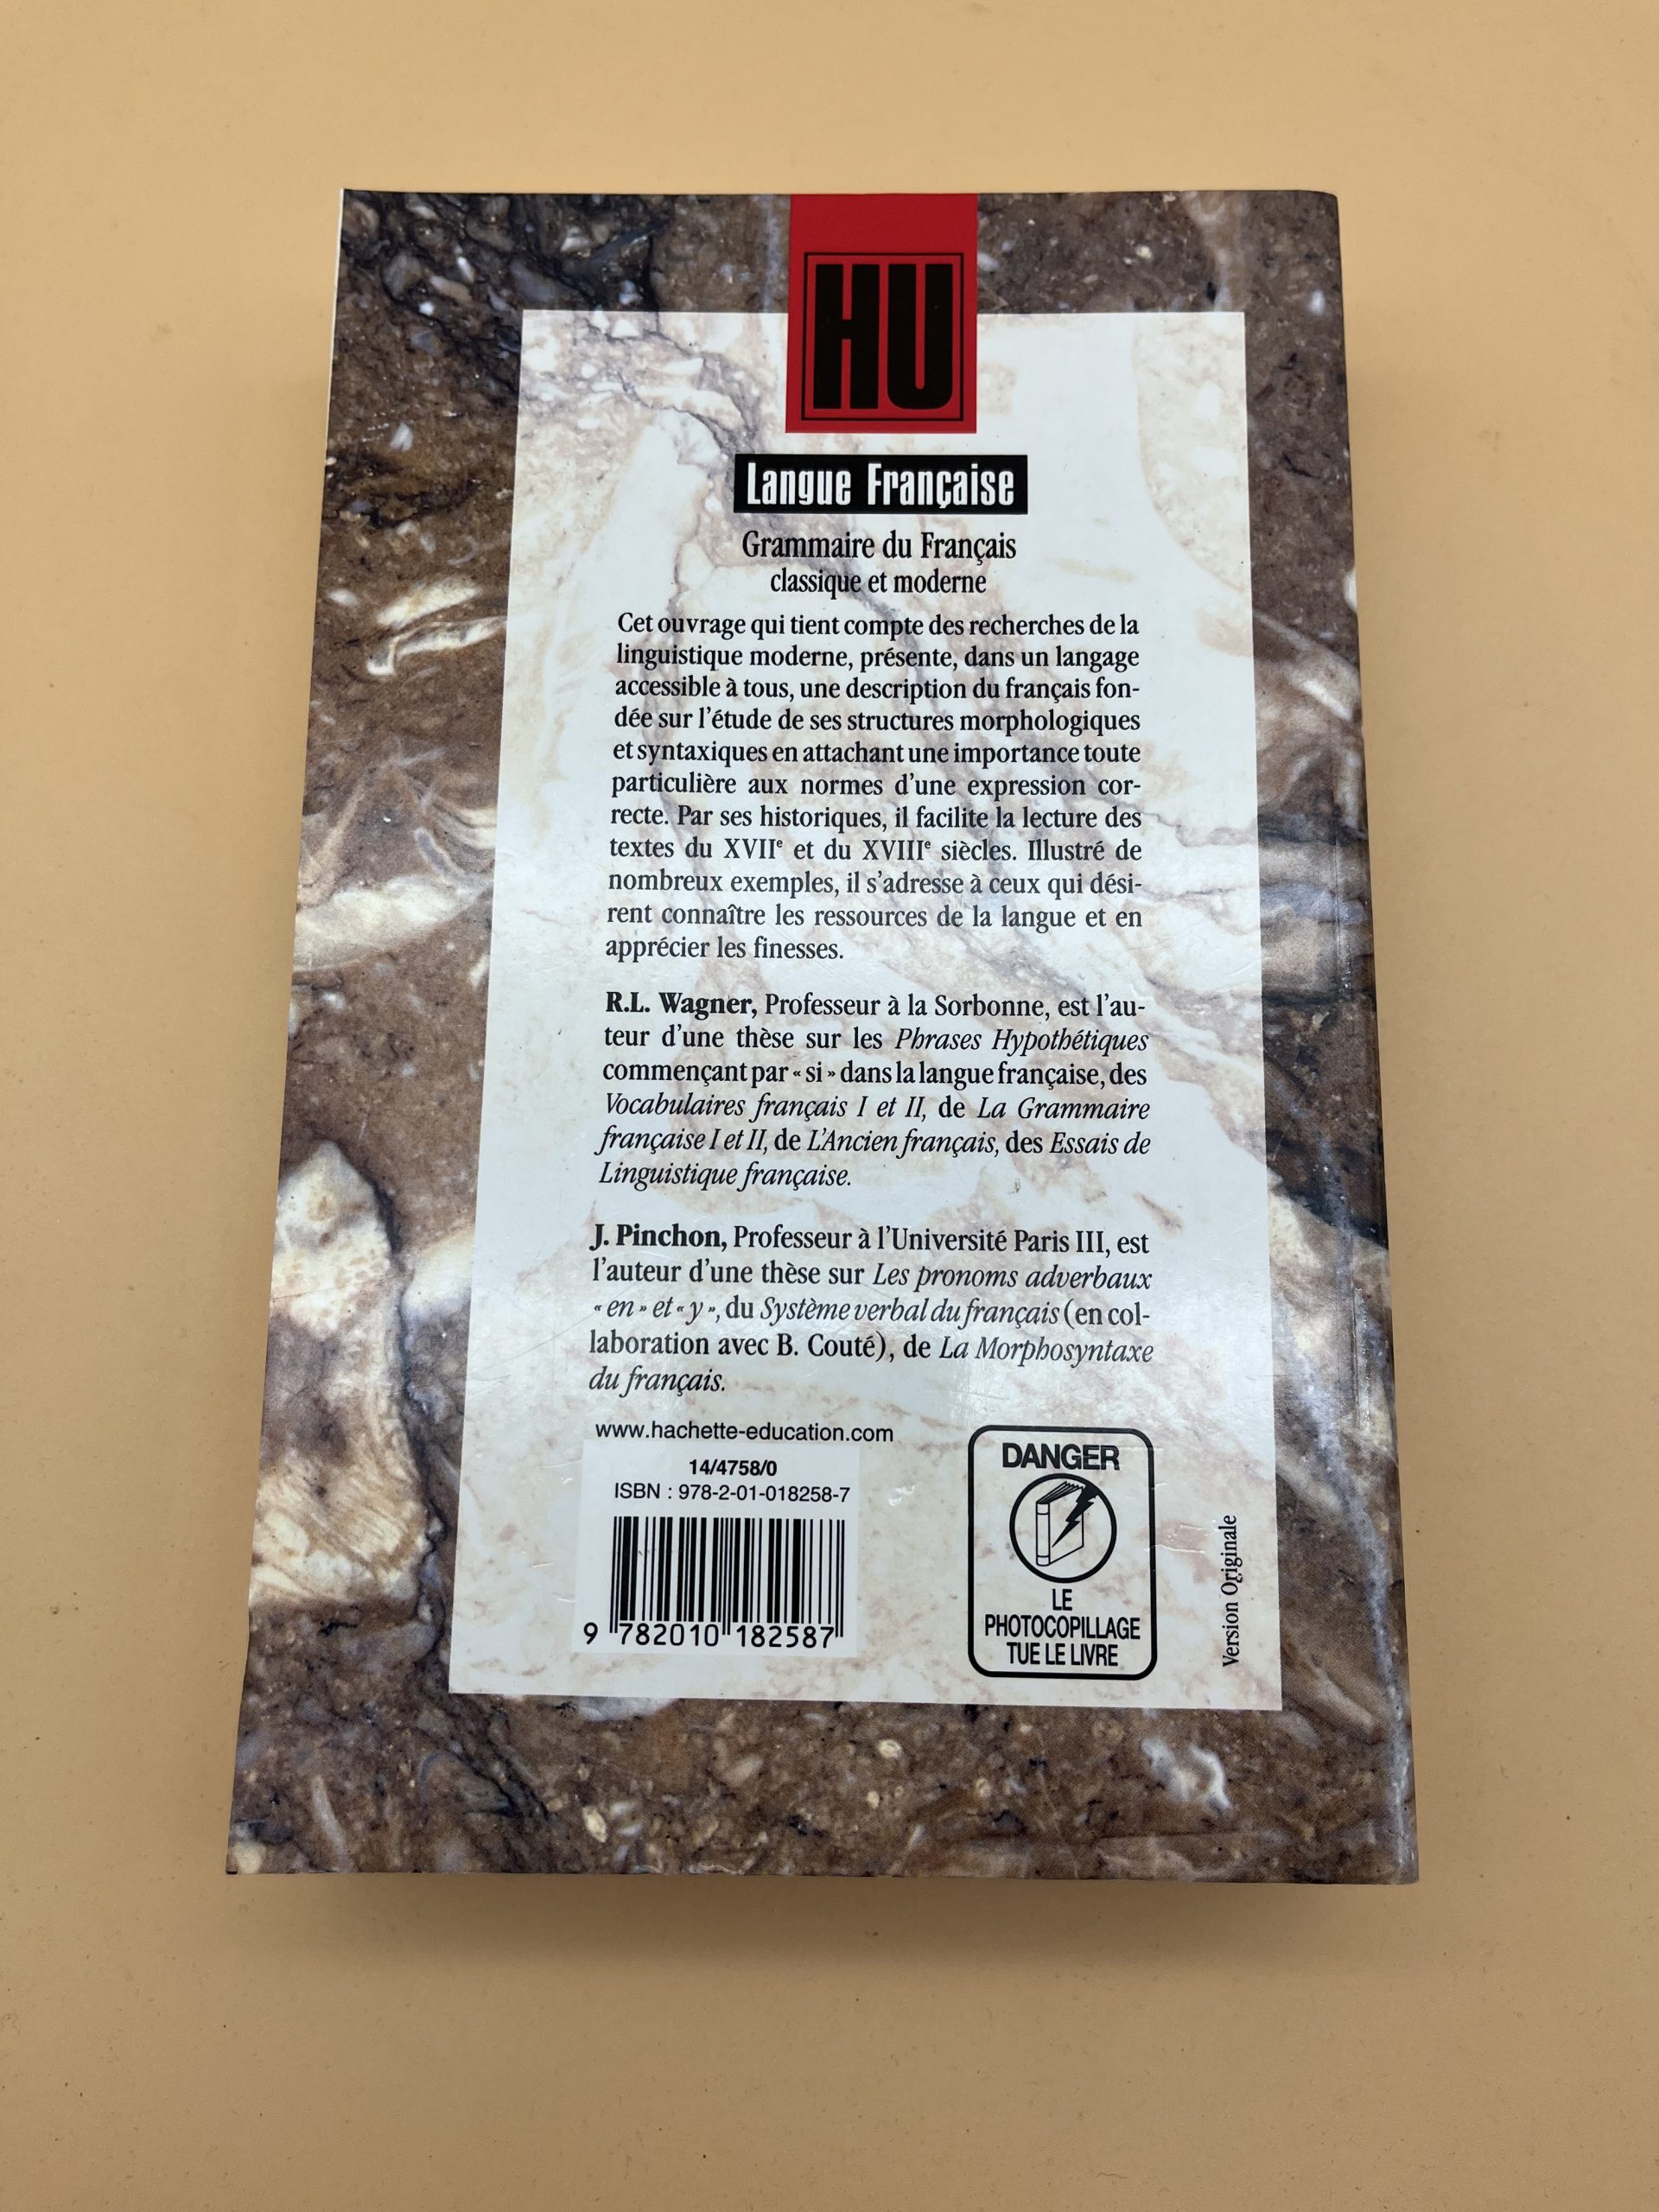 HU
Langue Française
Grammaire du Français
classique et moderne
Cet ouvrage qui tient compte des recherches de la
linguistique moderne, présente, dans un langage
accessible à tous, une description du français fon-
dée sur l'étude de ses structures morphologiques
et syntaxiques en attachant une importance toute
particulière aux normes d'une expression cor-
recte. Par ses historiques, il facilite la lecture des
textes du XVIIe et du XVIIIe siècles. Illustré de
nombreux exemples, il s'adresse à ceux qui dési-
rent connaître les ressources de la langue et en
apprécier les finesses.
R.L. Wagner, Professeur à la Sorbonne, est l'au-
teur d'une thèse sur les Phrases Hypothétiques
commençant par « si » dans la langue française, des
Vocabulaires français I et II, de La Grammaire
française I et II, de L'Ancien français, des Essais de
Linguistique française.
J. Pinchon, Professeur à l'Université Paris III, est
l'auteur d'une thèse sur Les pronoms adverbaux
« en » et « y », du Système verbal du français (en col-
laboration avec B. Couté), de La Morphosyntaxe
du français.
www.hachette-education.com
14/4758/0
ISBN : 978-2-01-018258-7
9 782010 182587
DANGER
LE
PHOTOCOPILLAGE
TUE LE LIVRE
Version Originale